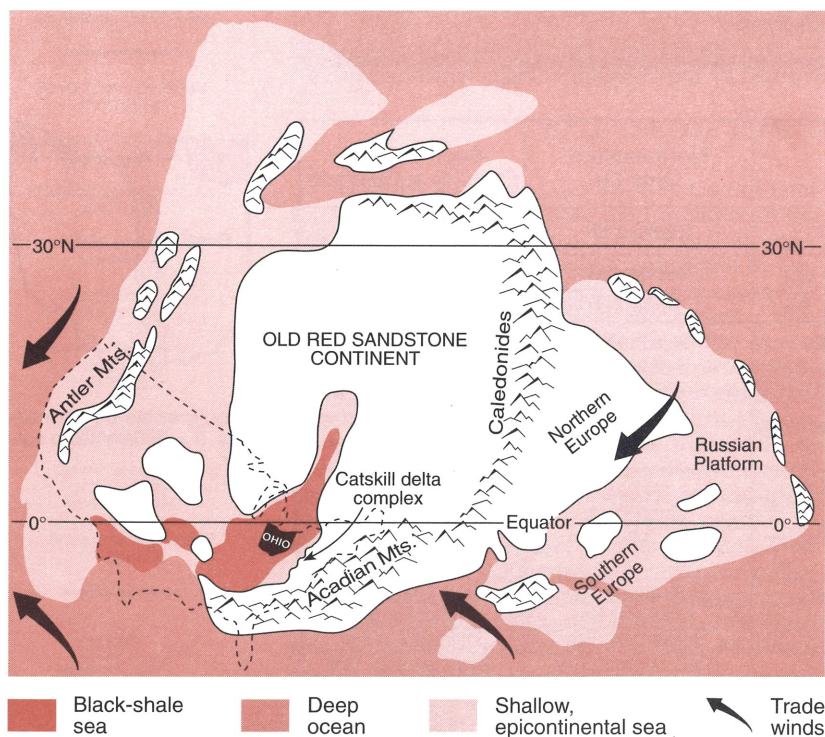 30°N
30°N
OLD RED SANDSTONE
CONTINENT
Antler Mts.
Caledonides
Northern
Europe
Russian
Platform
Catskill delta
complex
0°
OHIO
Equator
0°
Acadian Mts.
Southern
Europe
Black-shale
sea
Deep
ocean
Shallow,
epicontinental sea
Trade
winds